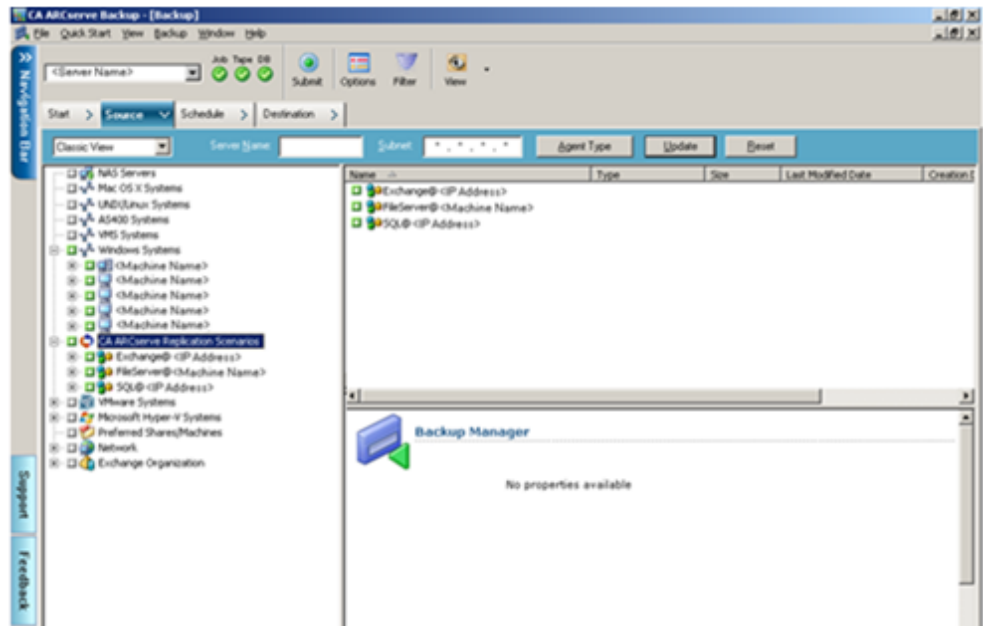 CA ARCserve Backup - [Backup]
File Quick Start View Backup Window Help
<Server Name>
Job Tape DB
Submit Options Filter View
Start > Source Schedule > Destination >
Classic View Server Name Subnet * . * . * . * Agent Type Update Reset
Navigation Bar
NAS Servers
Mac OS X Systems
UNIX/Linux Systems
AS400 Systems
VMS Systems
Windows Systems
<Machine Name>
<Machine Name>
<Machine Name>
<Machine Name>
<Machine Name>
CA ARCserve Replication Scenarios
Exchange@<IP Address>
FileServer@<Machine Name>
SQL@<IP Address>
VMware Systems
Microsoft Hyper-V Systems
Preferred Shares/Machines
Network
Exchange Organization
Name Type Size Last Modified Date Creation D
Exchange@<IP Address>
FileServer@<Machine Name>
SQL@<IP Address>
Backup Manager
No properties available
Support
Feedback